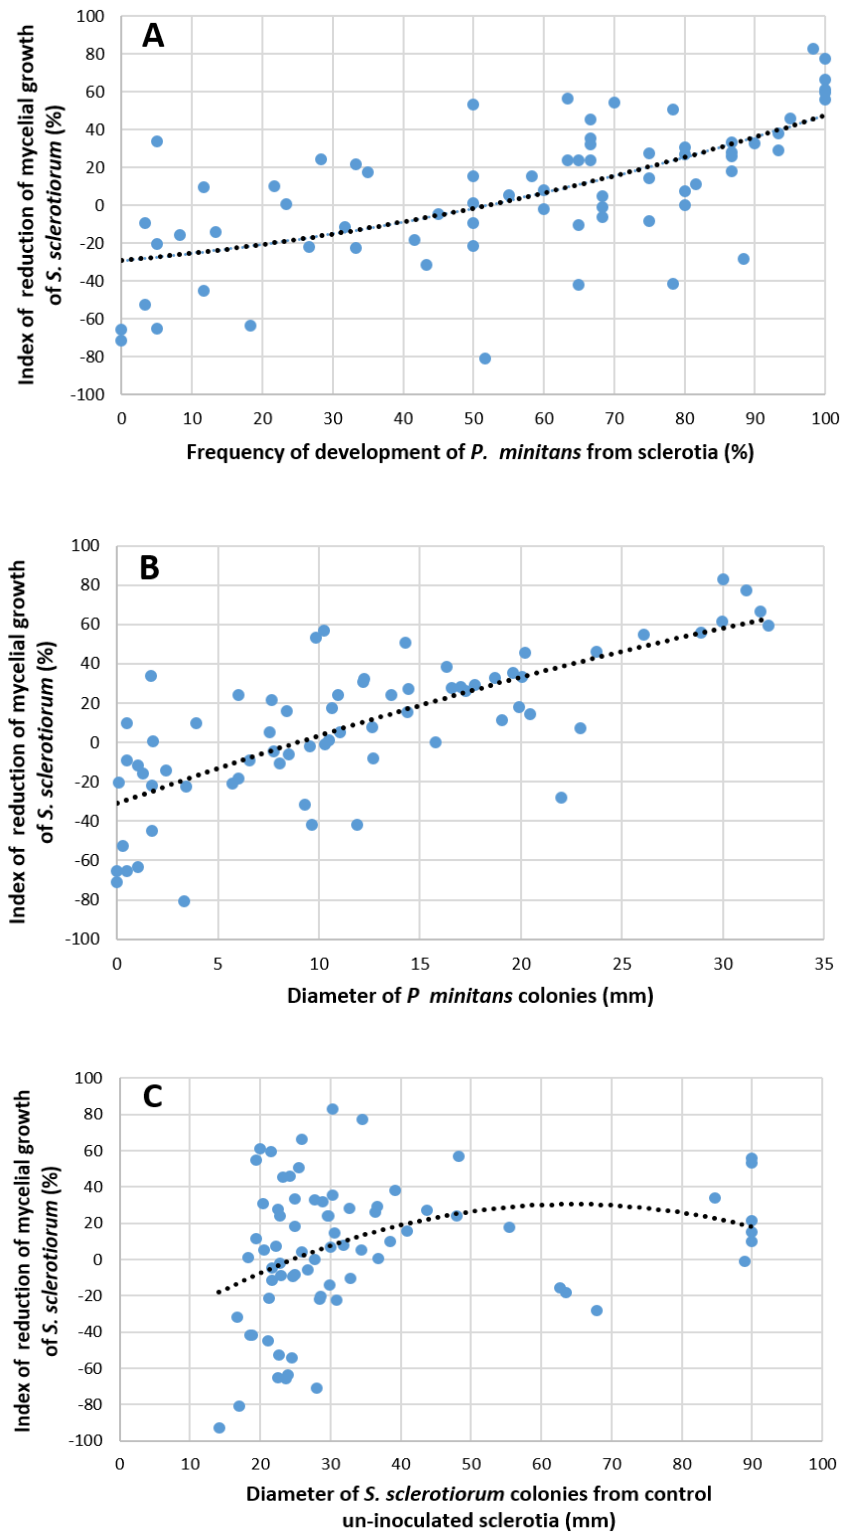 A
Index of reduction of mycelial growth
of S. sclerotiorum (%)
100
80
60
40
20
0
-20
-40
-60
-80
-100
0 10 20 30 40 50 60 70 80 90 100
Frequency of development of P. minitans from sclerotia (%)
B
Index of reduction of mycelial growth
of S. sclerotiorum (%)
100
80
60
40
20
0
-20
-40
-60
-80
-100
0 5 10 15 20 25 30 35
Diameter of P minitans colonies (mm)
C
Index of reduction of mycelial growth
of S. sclerotiorum (%)
100
80
60
40
20
0
-20
-40
-60
-80
-100
0 10 20 30 40 50 60 70 80 90 100
Diameter of S. sclerotiorum colonies from control
un-inoculated sclerotia (mm)